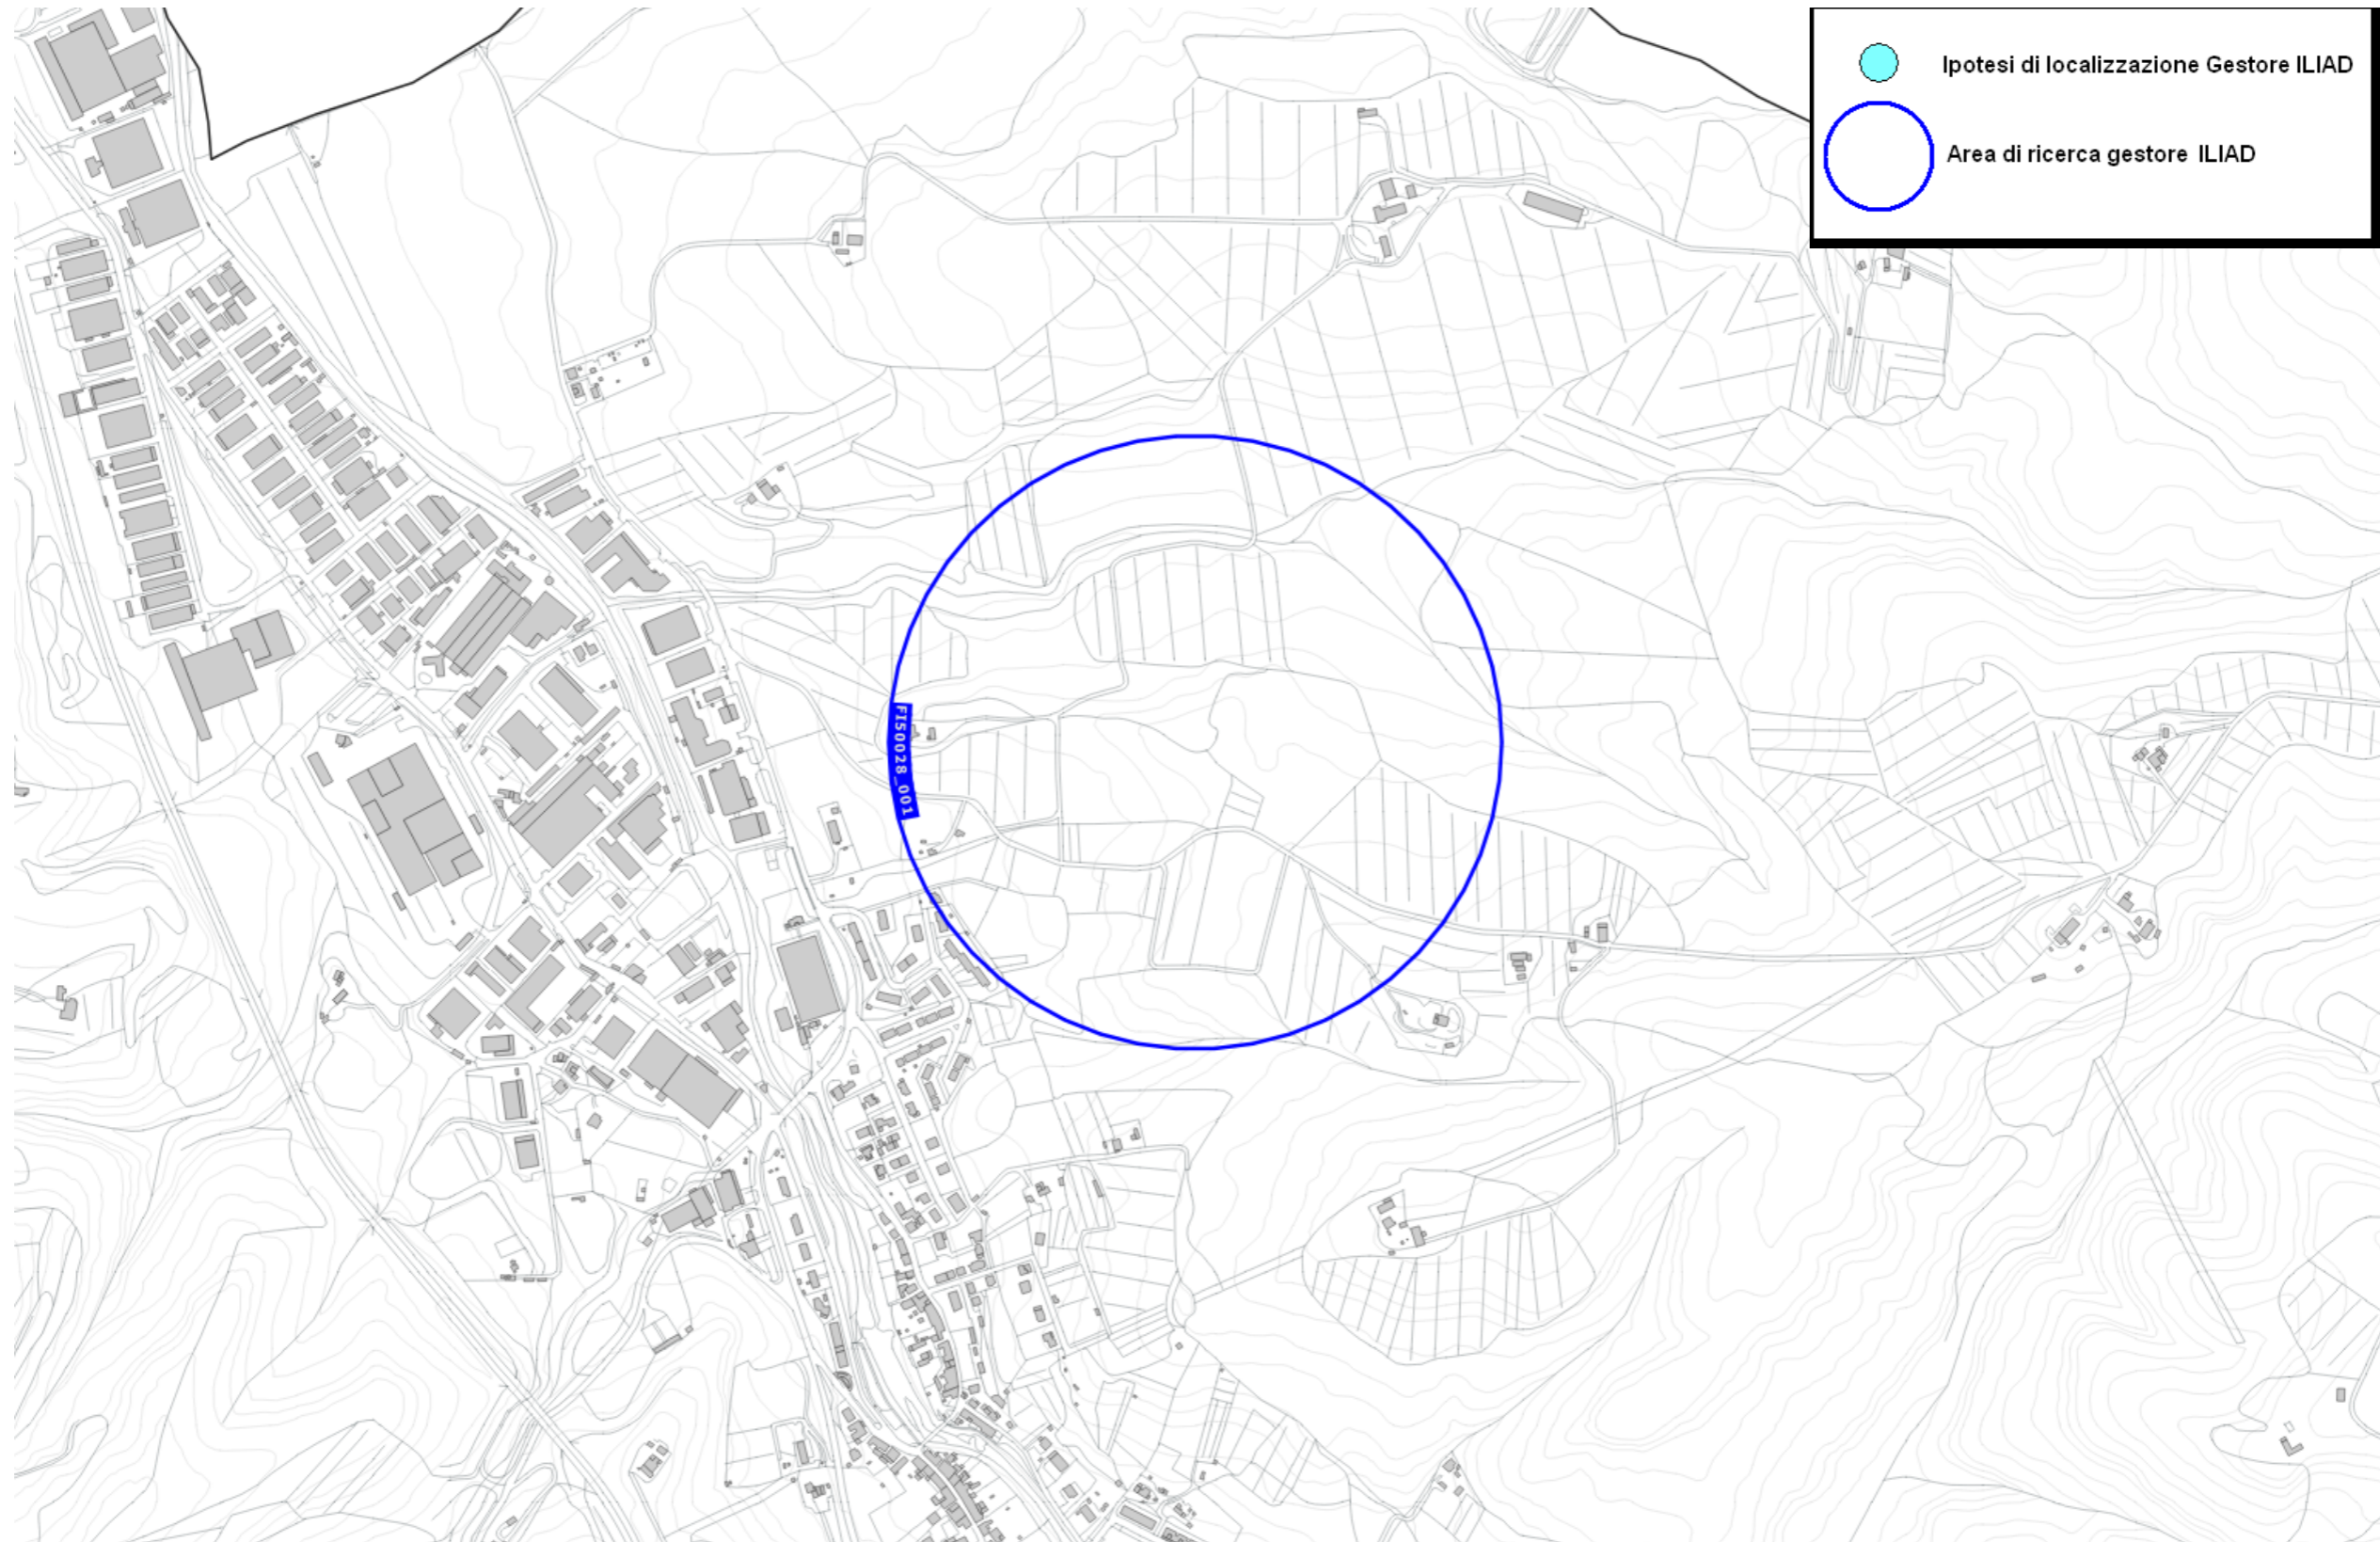 Ipotesi di localizzazione Gestore ILIAD
Area di ricerca gestore ILIAD
FI50028_001